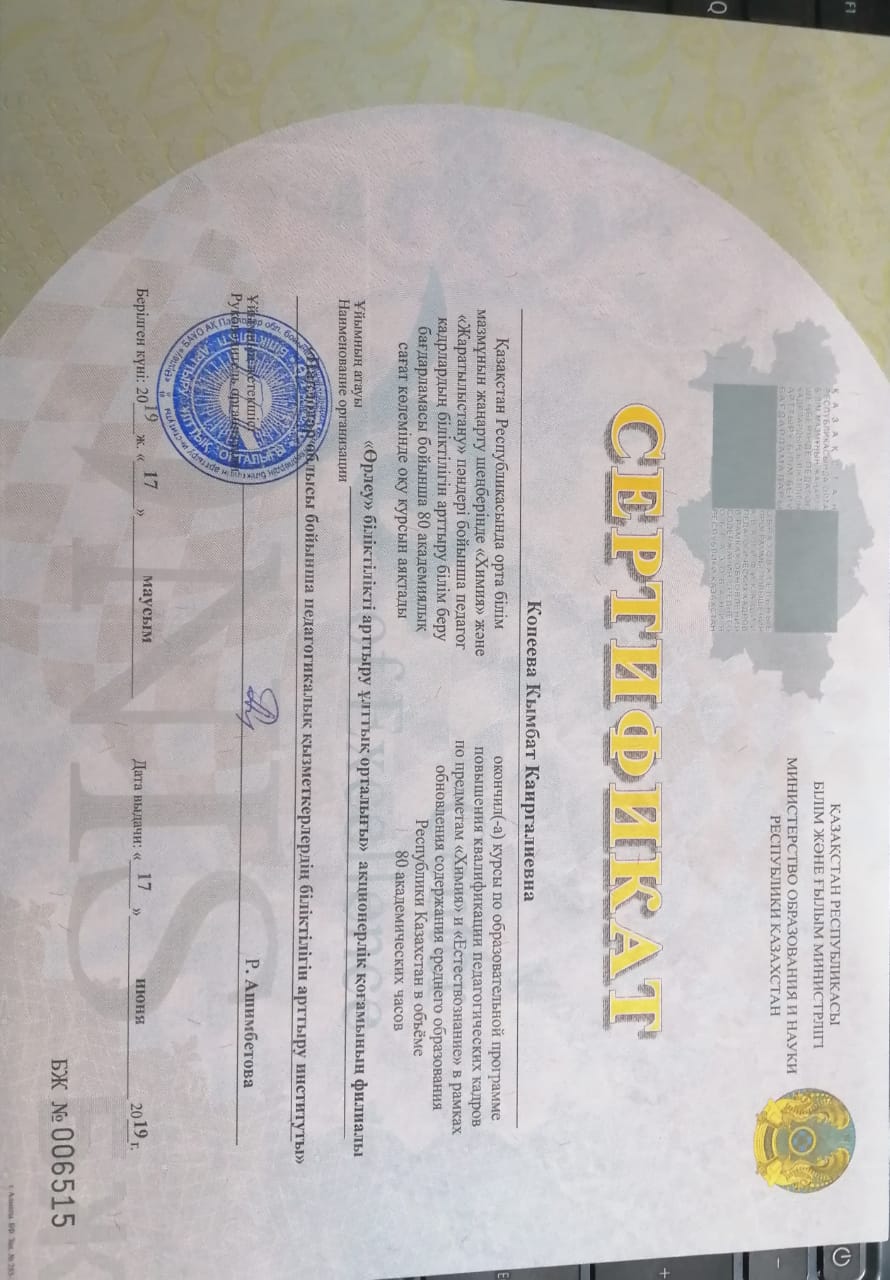 ҚАЗАҚСТАН РЕСПУБЛИКАСЫ
БІЛІМ ЖӘНЕ ҒЫЛЫМ МИНИСТРЛІГІ
МИНИСТЕРСТВО ОБРАЗОВАНИЯ И НАУКИ
РЕСПУБЛИКИ КАЗАХСТАН
СЕРТИФИКАТ
Копеева Кымбат Каиргалиевна
Қазақстан Республикасында орта білім
мазмұнын жаңарту шеңберінде «Химия» және
«Жаратылыстану» пәндері бойынша педагог
кадрлардың біліктілігін арттыру білім беру
бағдарламасы бойынша 80 академиялық
сағат көлемінде оқу курсын аяқтады
окончил(-а) курсы по образовательной программе
повышения квалификации педагогических кадров
по предметам «Химия» и «Естествознание» в рамках
обновления содержания среднего образования
Республики Казахстан в объёме
80 академических часов
Ұйымның атауы
Наименование организации
«Өрлеу» біліктілікті арттыру ұлттық орталығы» акционерлік қоғамының филиалы
облысы бойынша педагогикалық қызметкерлердің біліктілігін арттыру институты»
Р. Ашимбетова
Берілген күні: 2019 ж. « 17 » маусым
Дата выдачи: « 17 » июня 2019 г.
БЖ № 006515